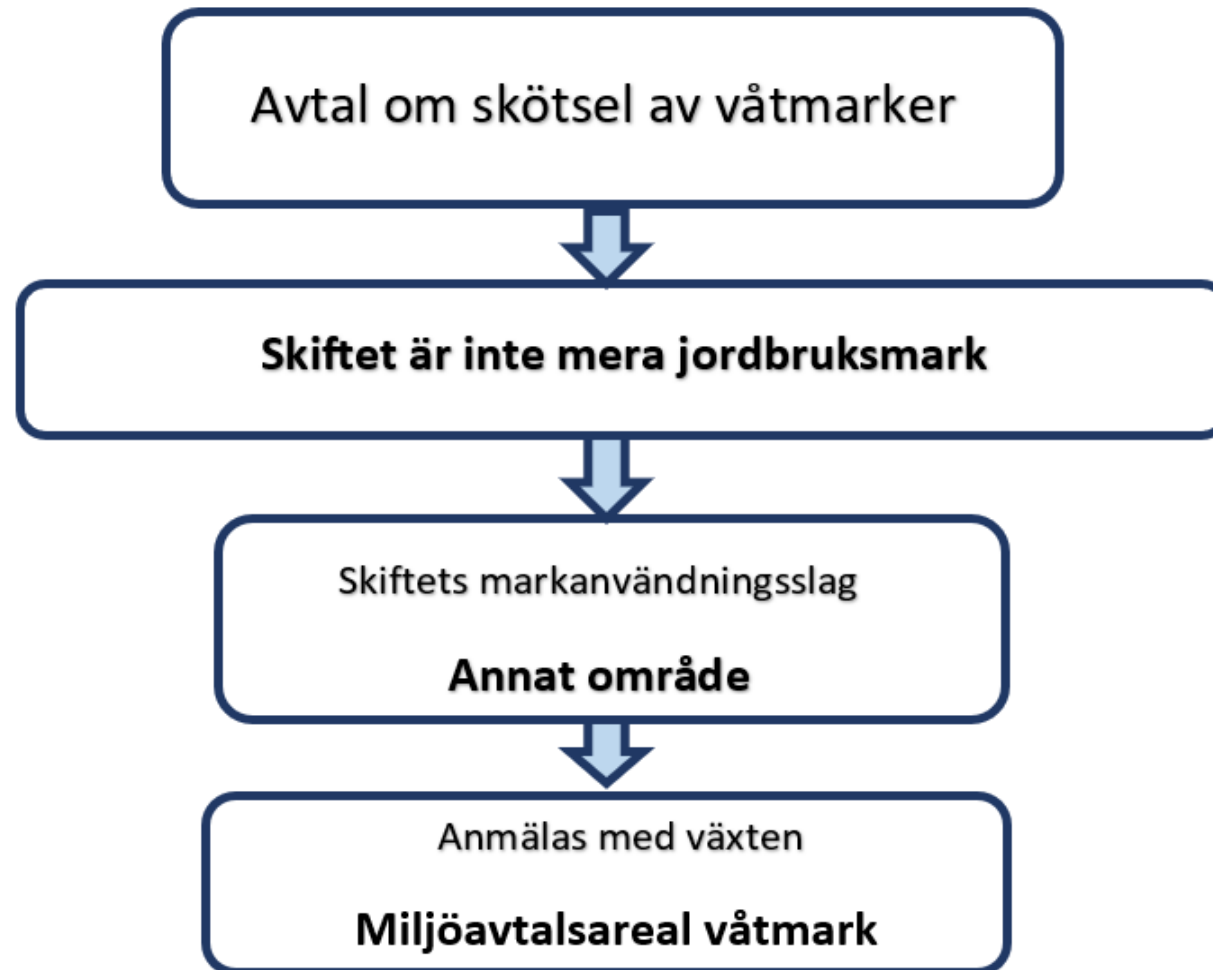 Avtal om skötsel av våtmarker
Skiftet är inte mera jordbruksmark
Skiftets markanvändningsslag
Annat område
Anmälas med växten
Miljöavtalsareal våtmark